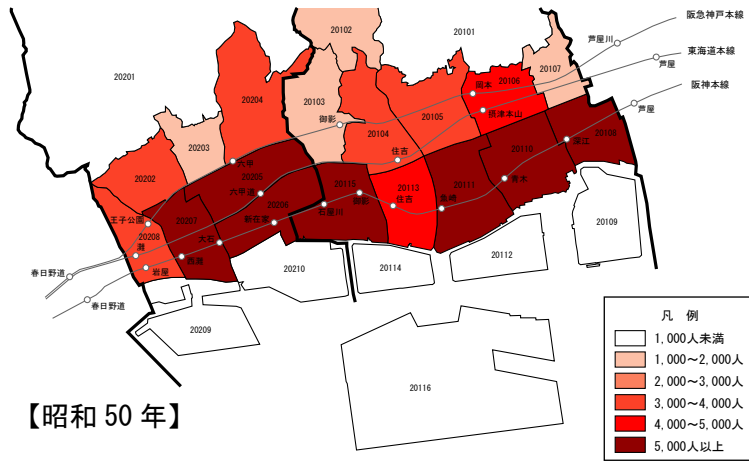 阪急神戸本線
20102
20101
芦屋川
東海道本線
20201
芦屋
20106
20107
岡本
阪神本線
20204
20103
摂津本山
芦屋
御影
20104
20105
20203
20110
深江
20108
住吉
六甲
20202
20205
青木
六甲道
20115
20113
20111
王子公園
20207
20206
御影
住吉
魚崎
石屋川
20208
新在家
20109
大石
灘
西灘
20112
岩屋
20210
20114
春日野道
春日野道
20209
20116
凡 例
1,000人未満
1,000～2,000人
2,000～3,000人
3,000～4,000人
4,000～5,000人
5,000人以上
【昭和 50 年】